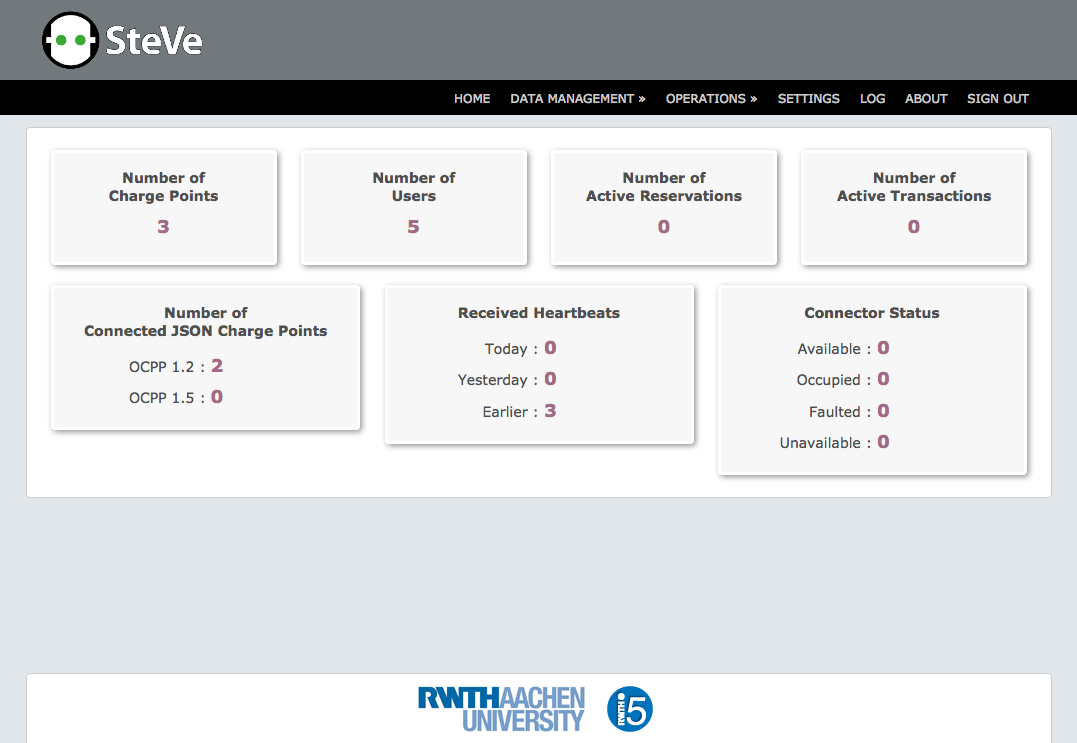 SteVe
HOME DATA MANAGEMENT » OPERATIONS » SETTINGS LOG ABOUT SIGN OUT
Number of
Charge Points
3
Number of
Users
5
Number of
Active Reservations
0
Number of
Active Transactions
0
Number of
Connected JSON Charge Points
OCPP 1.2 : 2
OCPP 1.5 : 0
Received Heartbeats
Today : 0
Yesterday : 0
Earlier : 3
Connector Status
Available : 0
Occupied : 0
Faulted : 0
Unavailable : 0
RWTHAACHEN
UNIVERSITY
RWTH i5